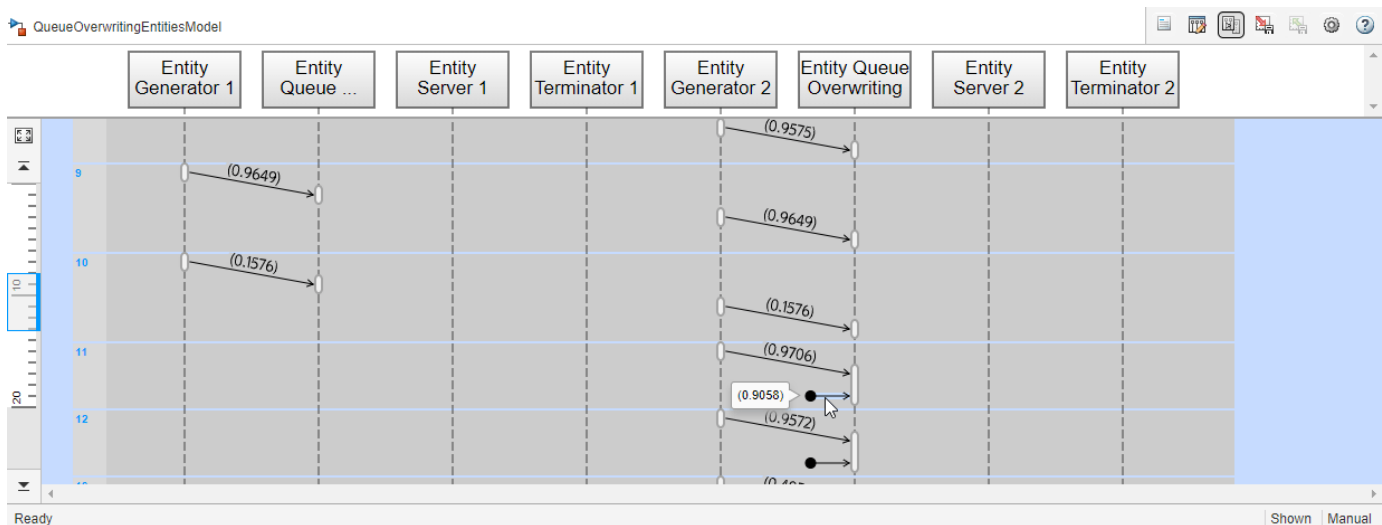 QueueOverwritingEntitiesModel
Entity
Generator 1
Entity
Queue ...
Entity
Server 1
Entity
Terminator 1
Entity
Generator 2
Entity Queue
Overwriting
Entity
Server 2
Entity
Terminator 2
(0.9575)
9
(0.9649)
(0.9649)
10
(0.1576)
10
(0.1576)
11
(0.9706)
(0.9058)
20
12
(0.9572)
Ready
Shown
Manual